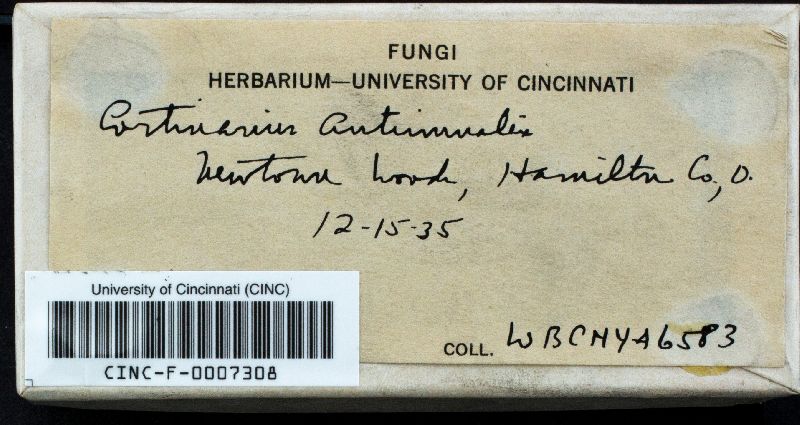 FUNGI
HERBARIUM—UNIVERSITY OF CINCINNATI
Cortinarius autumnalis
Newtown Woods, Hamilton Co, O.
12-15-35
University of Cincinnati (CINC)
CINC-F-0007308
COLL. WBCNYA6583